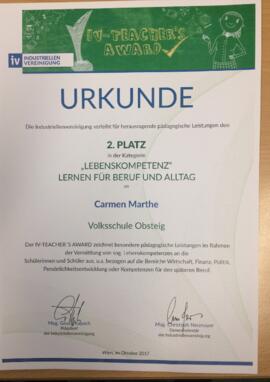 IV-TEACHER'S
AWARD
iv INDUSTRIELLEN
VEREINIGUNG
URKUNDE
Die Industriellenvereinigung verleiht für herausragende pädagogische Leistungen den
2. PLATZ
in der Kategorie
„LEBENSKOMPETENZ“
LERNEN FÜR BERUF UND ALLTAG
an
Carmen Marthe
Volksschule Obsteig
Der IV-TEACHER´S AWARD zeichnet besondere pädagogische Leistungen im Rahmen
der Vermittlung von sog. Lebenskompetenzen an die
Schülerinnen und Schüler aus, u.a. bezogen auf die Bereiche Wirtschaft, Finanz, Politik,
Persönlichkeitsentwicklung oder Kompetenzen für den späteren Beruf.
Mag. Georg Kapsch
Mag. Christoph Neumayer
Präsident
Generalsekretär
der Industriellenvereinigung
der Industriellenvereinigung
Wien, im Oktober 2017